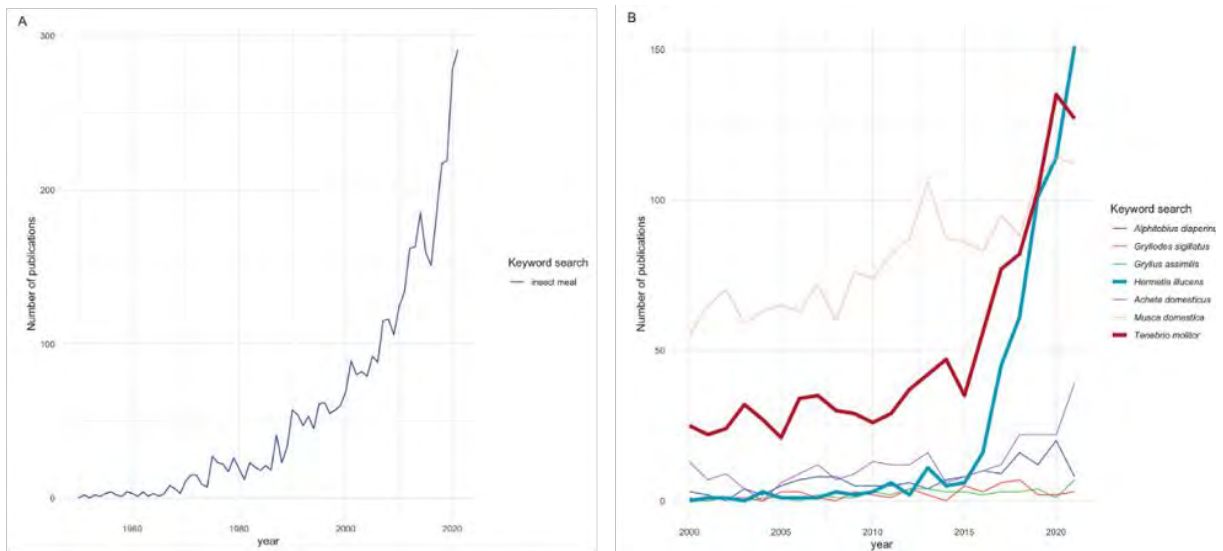 A
300
200
100
0
Number of publications
1960
1980
2000
2020
year
Keyword search
insect meal
B
150
100
50
0
Number of publications
2000
2005
2010
2015
2020
year
Keyword search
Alphitobius diaperinu
Gryllodes sigillatus
Gryllus assimilis
Hermetia illucens
Acheta domesticus
Musca domestica
Tenebrio molitor